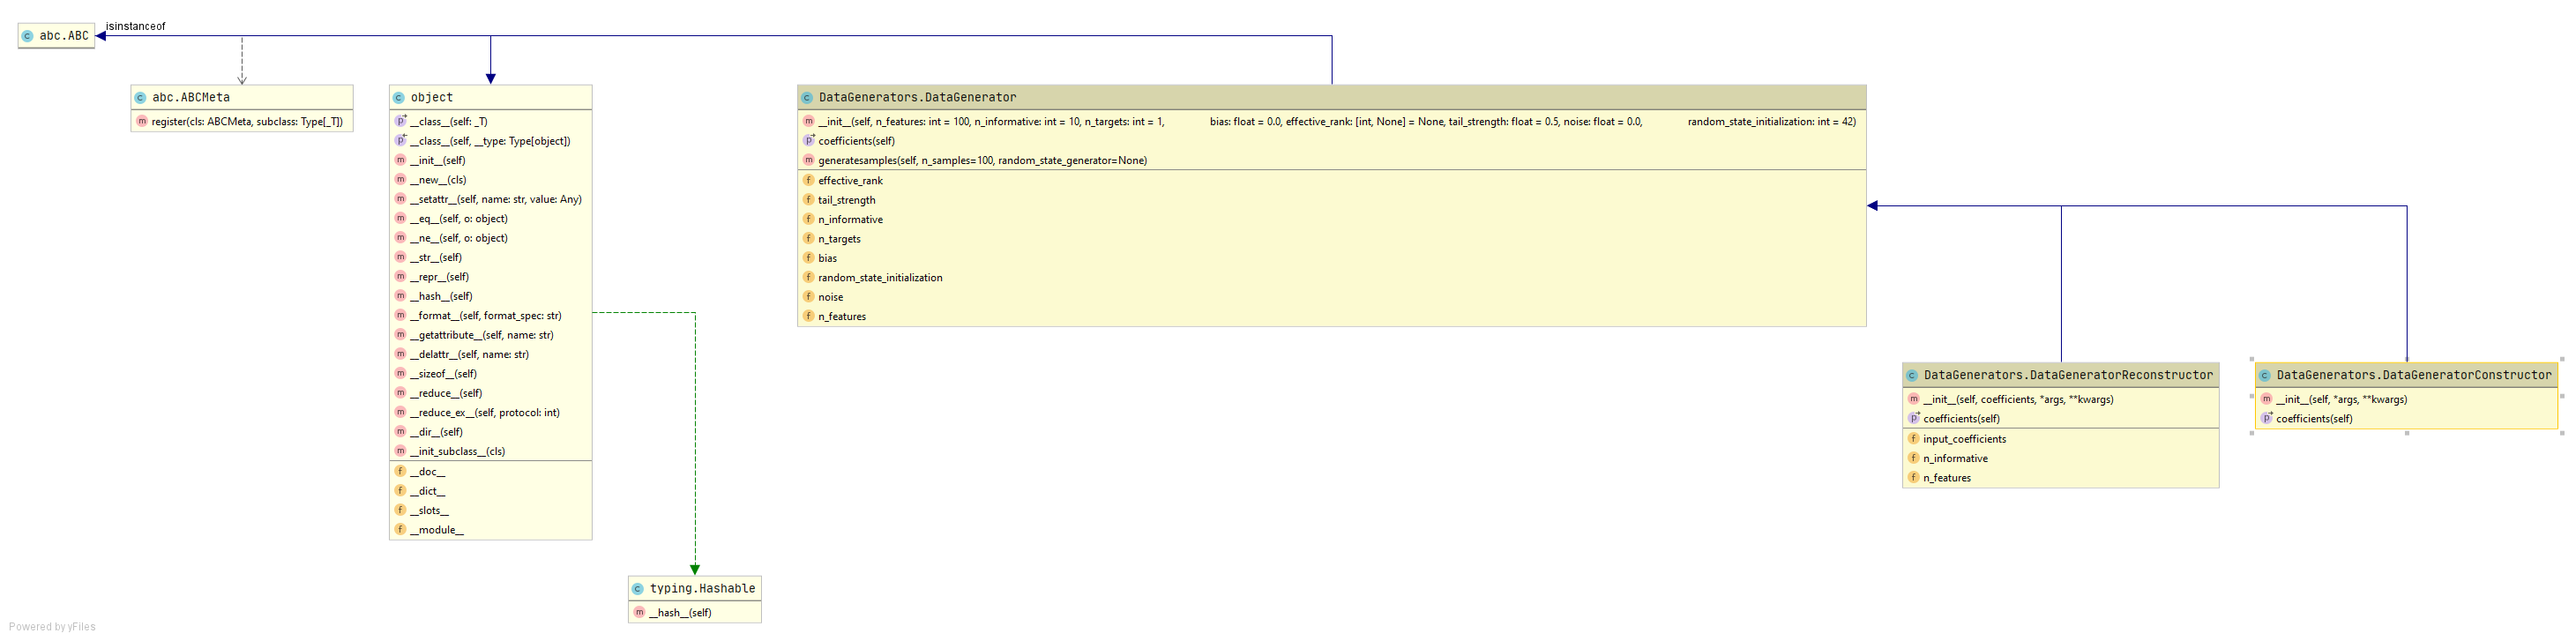 isinstanceof
abc.ABC
abc.ABCMeta
register(cls: ABCMeta, subclass: Type[_T])
object
__class__(self: _T)
__class__(self, __type: Type[object])
__init__(self)
__new__(cls)
__setattr__(self, name: str, value: Any)
__eq__(self, o: object)
__ne__(self, o: object)
__str__(self)
__repr__(self)
__hash__(self)
__format__(self, format_spec: str)
__getattribute__(self, name: str)
__delattr__(self, name: str)
__sizeof__(self)
__reduce__(self)
__reduce_ex__(self, protocol: int)
__dir__(self)
__init_subclass__(cls)
__doc__
__dict__
__slots__
__module__
typing.Hashable
__hash__(self)
DataGenerators.DataGenerator
__init__(self, n_features: int = 100, n_informative: int = 10, n_targets: int = 1, bias: float = 0.0, effective_rank: [int, None] = None, tail_strength: float = 0.5, noise: float = 0.0, random_state_initialization: int = 42)
coefficients(self)
generatesamples(self, n_samples=100, random_state_generator=None)
effective_rank
tail_strength
n_informative
n_targets
bias
random_state_initialization
noise
n_features
DataGenerators.DataGeneratorReconstructor
__init__(self, coefficients, *args, **kwargs)
coefficients(self)
input_coefficients
n_informative
n_features
DataGenerators.DataGeneratorConstructor
__init__(self, *args, **kwargs)
coefficients(self)
Powered by yFiles